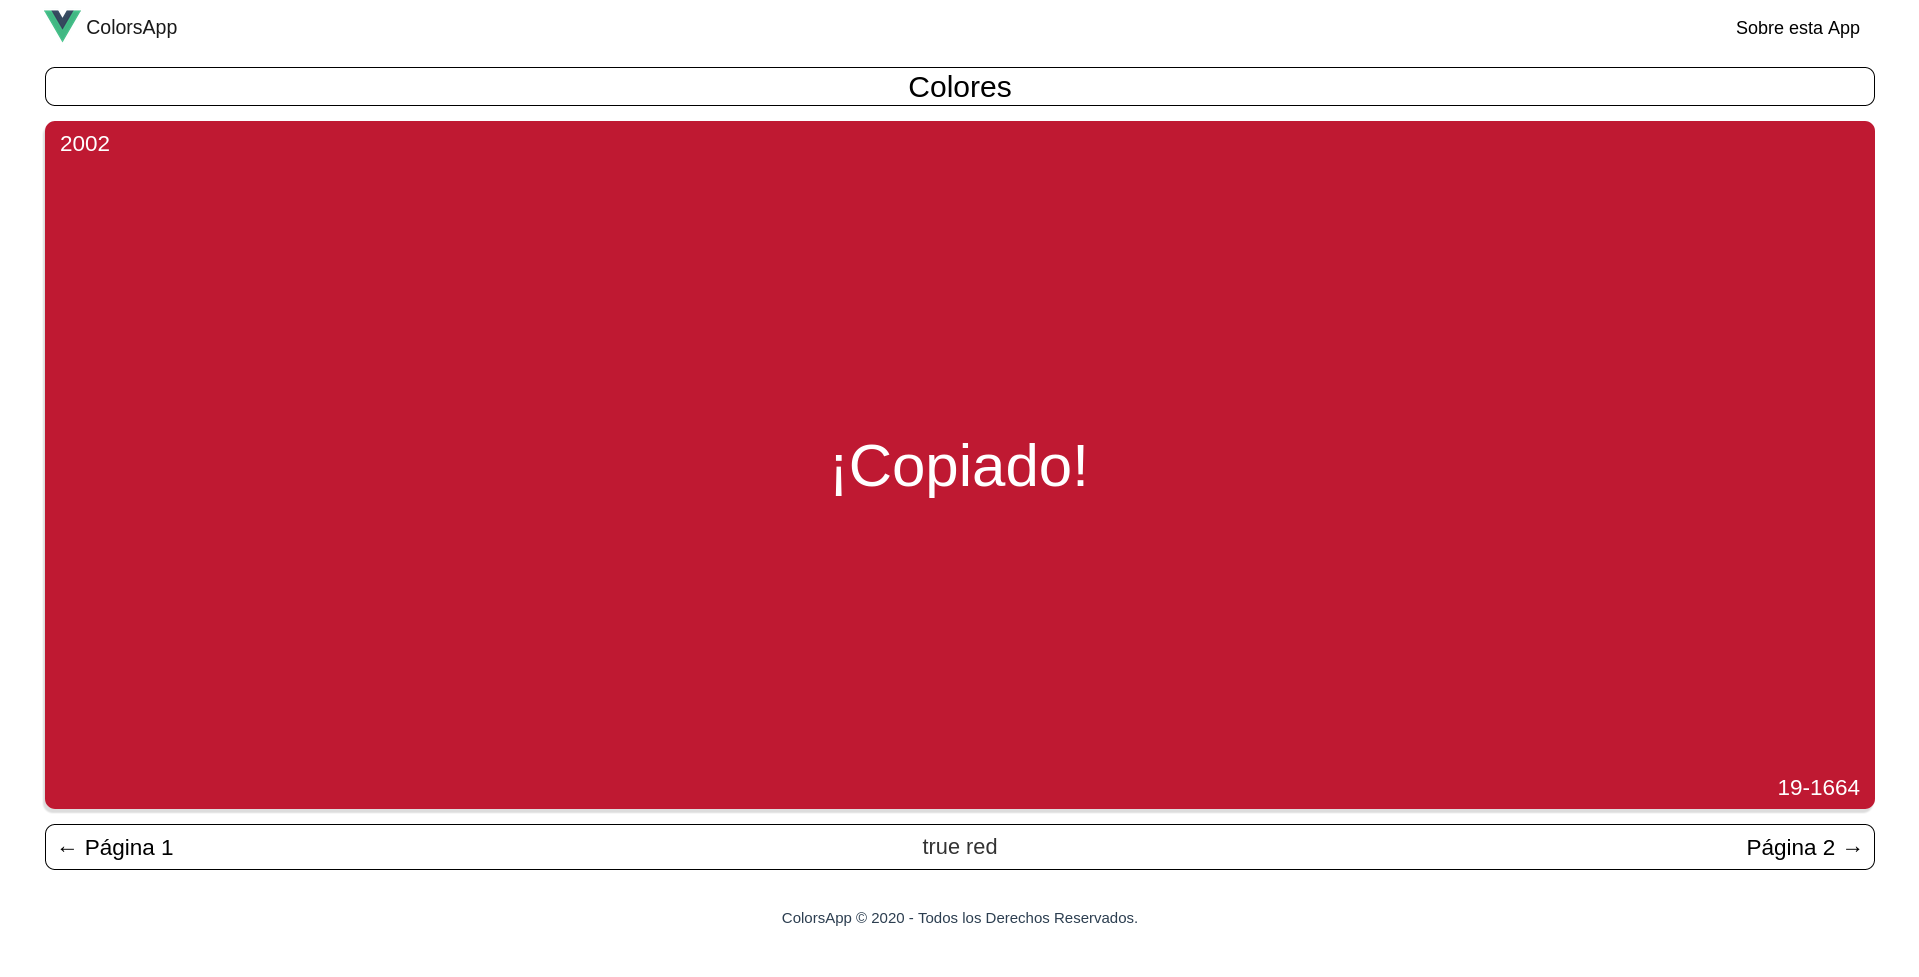 ColorsApp
Sobre esta App
Colores
2002
¡Copiado!
19-1664
← Página 1
true red
Página 2 →
ColorsApp © 2020 - Todos los Derechos Reservados.